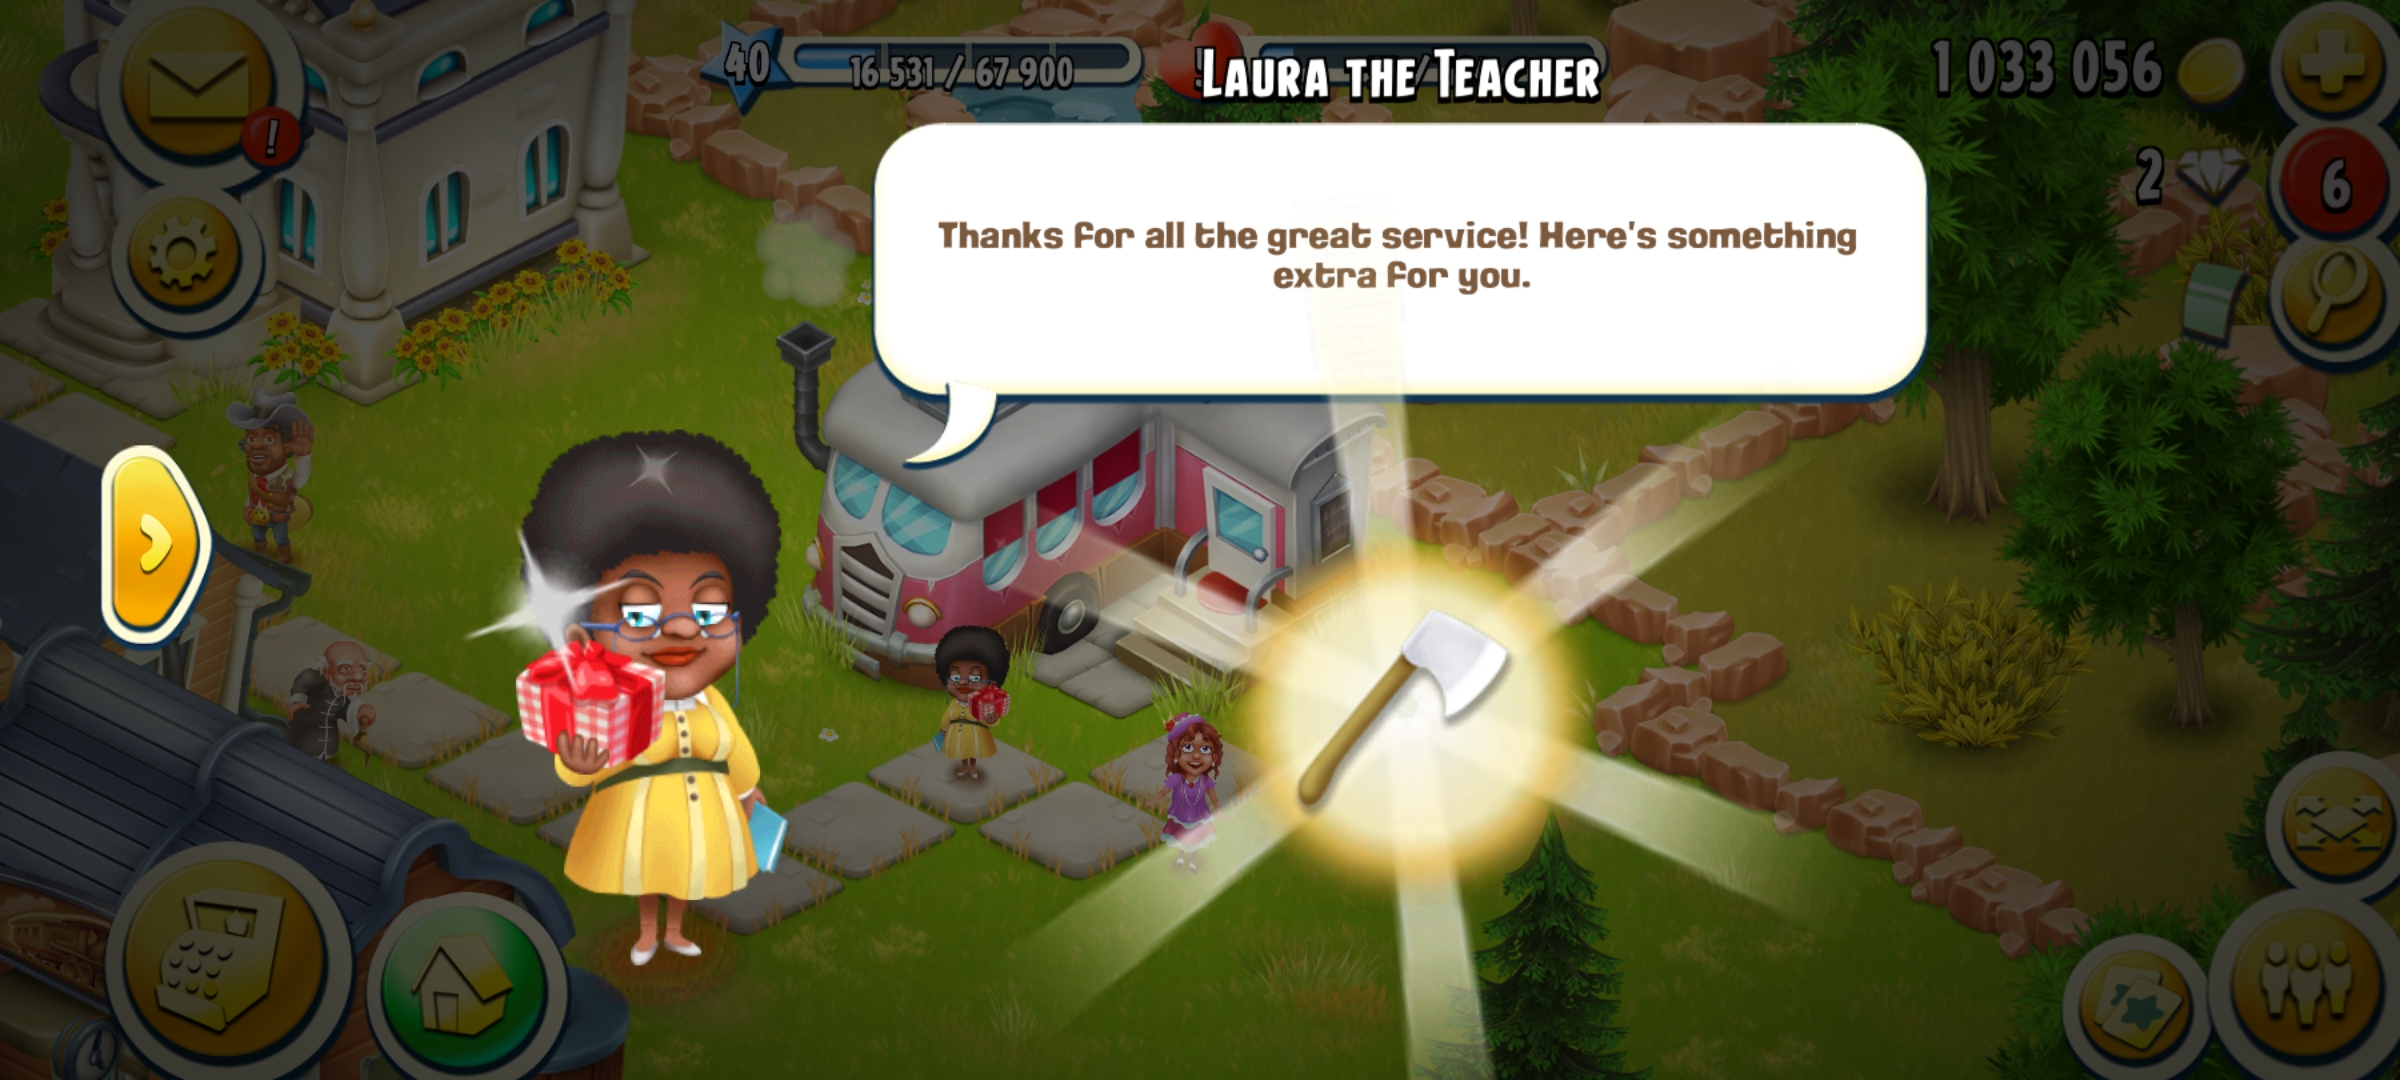 40
16 531 / 67 900
!
LAURA THE TEACHER
1 033 056
2
6
!
Thanks for all the great service! Here's something
extra for you.